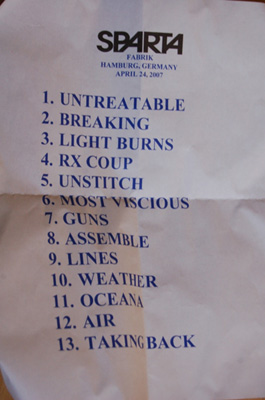 SPARTA
FABRIK
HAMBURG, GERMANY
APRIL 24, 2007
1. UNTREATABLE
2. BREAKING
3. LIGHT BURNS
4. RX COUP
5. UNSTITCH
6. MOST VISCIOUS
7. GUNS
8. ASSEMBLE
9. LINES
10. WEATHER
11. OCEANA
12. AIR
13. TAKING BACK